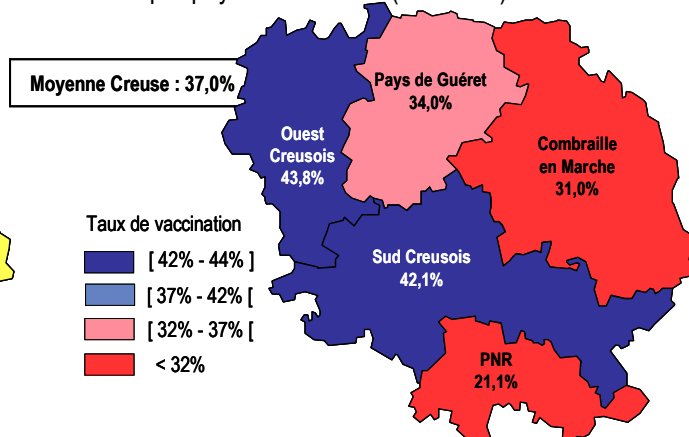 Moyenne Creuse : 37,0%
Pays de Guéret
34,0%
Ouest
Creusois
43,8%
Combraille
en Marche
31,0%
Sud Creusois
42,1%
PNR
21,1%
Taux de vaccination
[ 42% - 44% ]
[ 37% - 42% [
[ 32% - 37% [
< 32%